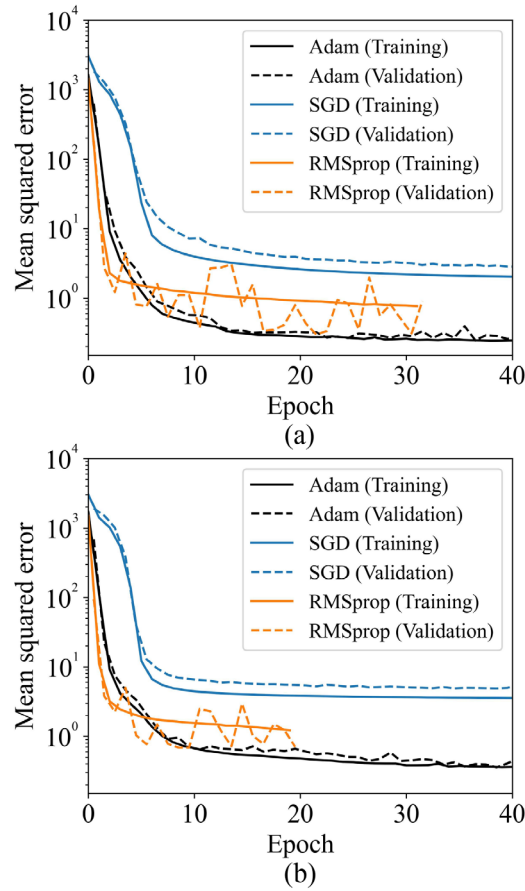 10^4
10^3
10^2
10^1
10^0
Mean squared error
Adam (Training)
Adam (Validation)
SGD (Training)
SGD (Validation)
RMSprop (Training)
RMSprop (Validation)
0 10 20 30 40
Epoch
(a)
10^4
10^3
10^2
10^1
10^0
Mean squared error
Adam (Training)
Adam (Validation)
SGD (Training)
SGD (Validation)
RMSprop (Training)
RMSprop (Validation)
0 10 20 30 40
Epoch
(b)